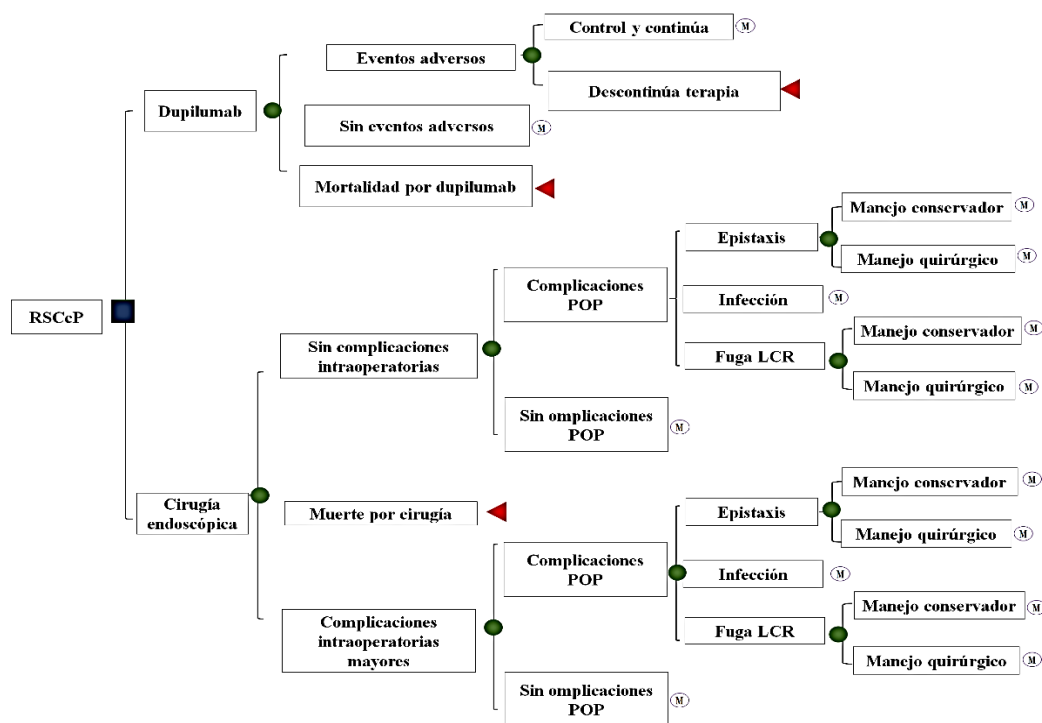 Control y continúa
M
Eventos adversos
Descontinúa terapia
Dupilumab
Sin eventos adversos
M
Mortalidad por dupilumab
RSCcP
Manejo conservador
M
Epistaxis
Manejo quirúrgico
M
Complicaciones
POP
Infección
M
Sin complicaciones
intraoperatorias
Manejo conservador
M
Fuga LCR
Manejo quirúrgico
M
Sin omplicaciones
POP
M
Cirugía
endoscópica
Muerte por cirugía
Manejo conservador
M
Epistaxis
Manejo quirúrgico
M
Complicaciones
POP
Infección
M
Complicaciones
intraoperatorias
mayores
Manejo conservador
M
Fuga LCR
Manejo quirúrgico
M
Sin omplicaciones
POP
M